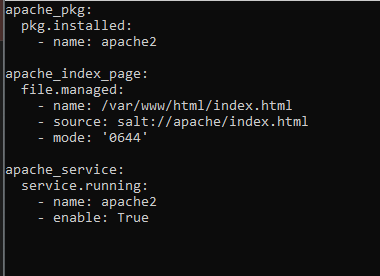 apache_pkg:
  pkg.installed:
    - name: apache2

apache_index_page:
  file.managed:
    - name: /var/www/html/index.html
    - source: salt://apache/index.html
    - mode: '0644'

apache_service:
  service.running:
    - name: apache2
    - enable: True